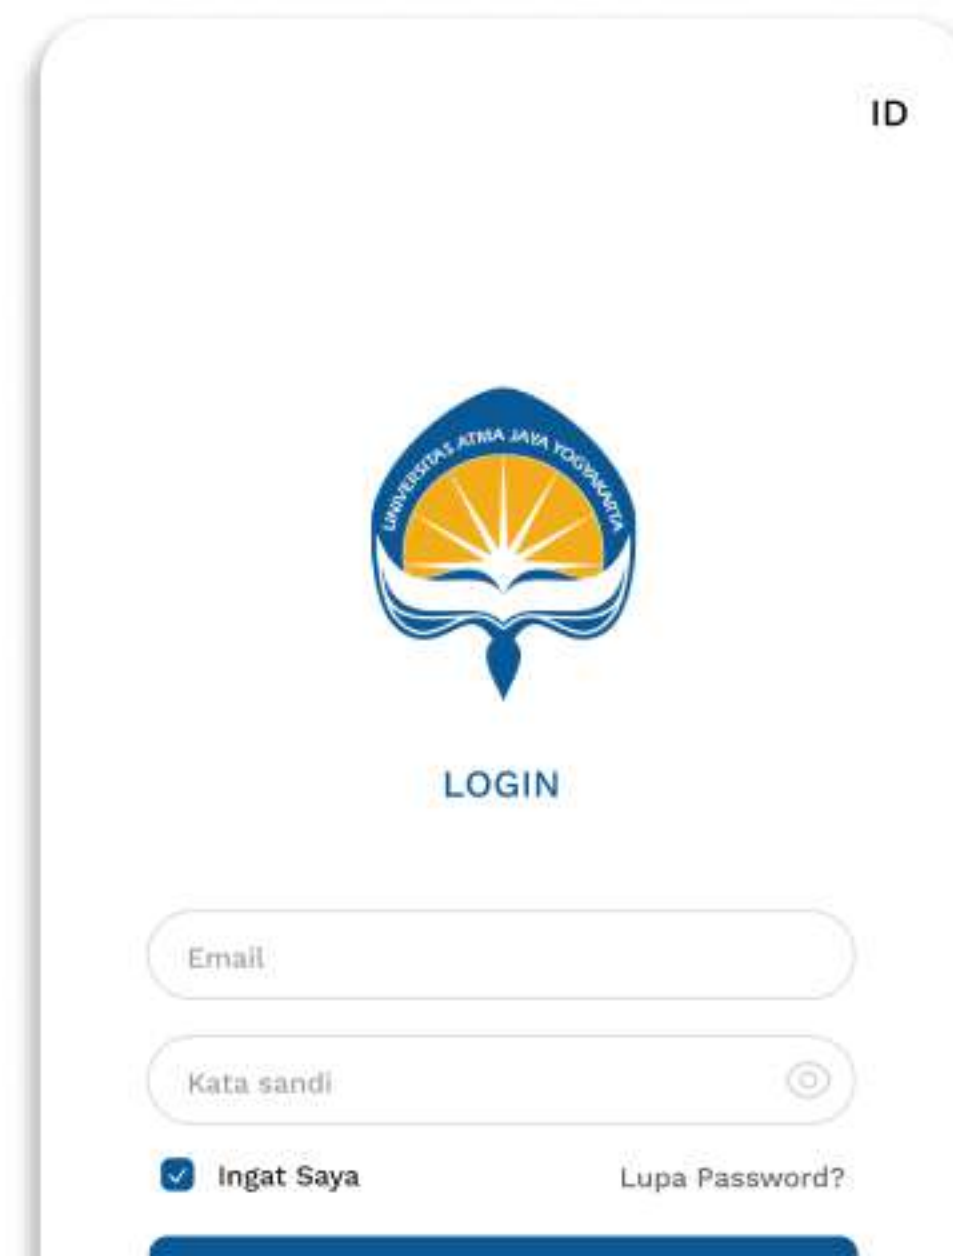 ID
UNIVERSITAS ATMA JAYA YOGYAKARTA
LOGIN
Email
Kata sandi
Ingat Saya
Lupa Password?